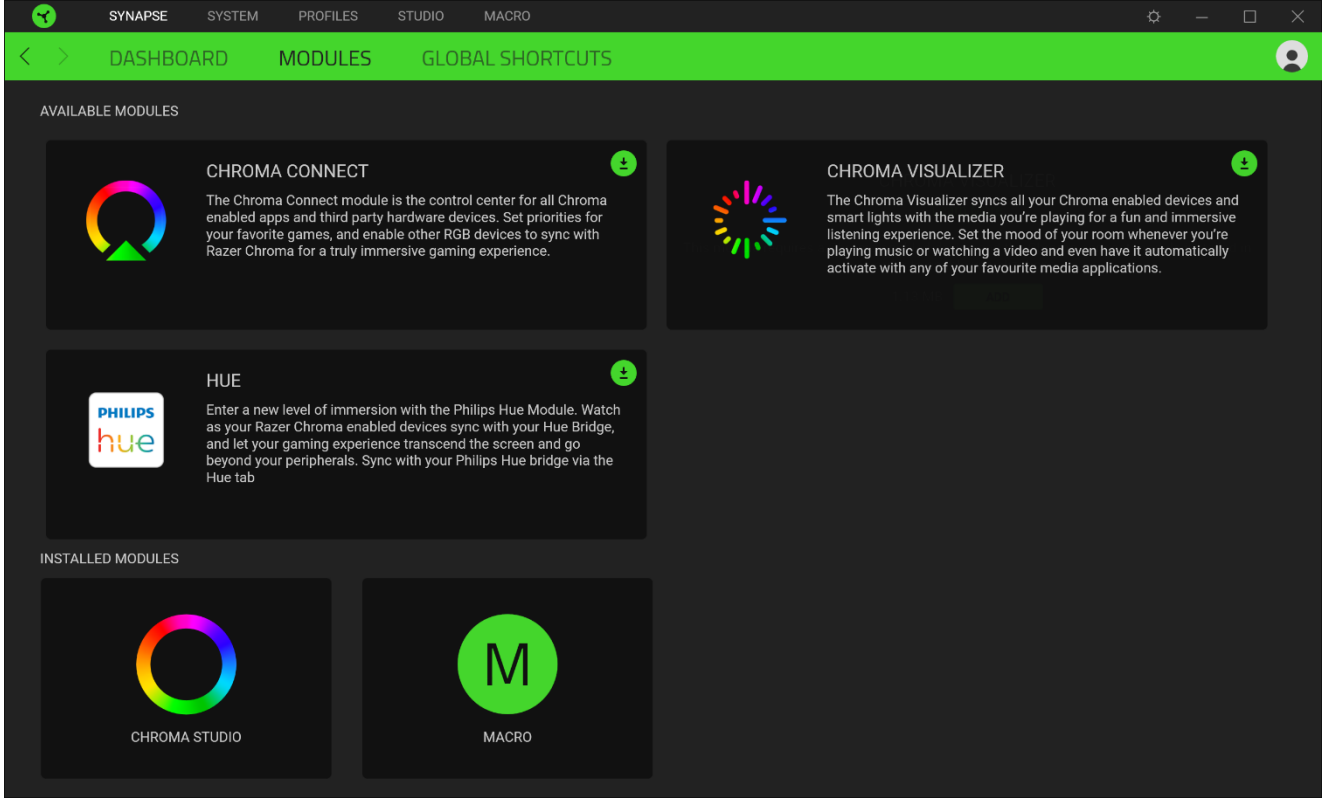 SYNAPSE SYSTEM PROFILES STUDIO MACRO
DASHBOARD MODULES GLOBAL SHORTCUTS
AVAILABLE MODULES
CHROMA CONNECT
The Chroma Connect module is the control center for all Chroma
enabled apps and third party hardware devices. Set priorities for
your favorite games, and enable other RGB devices to sync with
Razer Chroma for a truly immersive gaming experience.
CHROMA VISUALIZER
The Chroma Visualizer syncs all your Chroma enabled devices and
smart lights with the media you’re playing for a fun and immersive
listening experience. Set the mood of your room whenever you’re
playing music or watching a video and even have it automatically
activate with any of your favourite media applications.
PHILIPS
hue
HUE
Enter a new level of immersion with the Philips Hue Module. Watch
as your Razer Chroma enabled devices sync with your Hue Bridge,
and let your gaming experience transcend the screen and go
beyond your peripherals. Sync with your Philips Hue bridge via the
Hue tab
INSTALLED MODULES
CHROMA STUDIO
M
MACRO